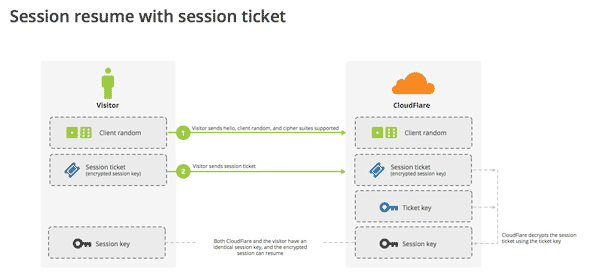 Session resume with session ticket
Visitor
CloudFlare
Client random
1
Visitor sends hello, client random, and cipher suites supported
Client random
Session ticket
(encrypted session key)
2
Visitor sends session ticket
Session ticket
(encrypted session key)
Ticket key
CloudFlare decrypts the session
ticket using the ticket key
Session key
Both CloudFlare and the visitor have an
identical session key, and the encrypted
session can resume
Session key